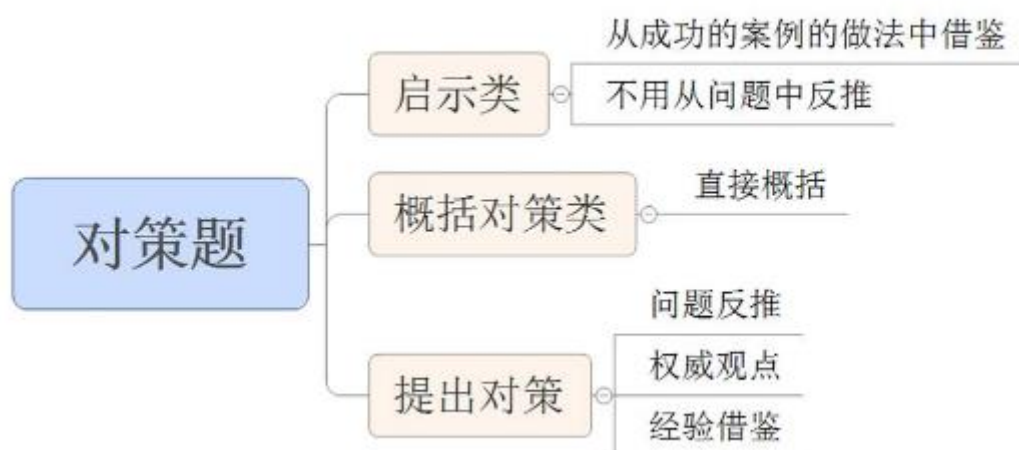 对策题
启示类
从成功的案例的做法中借鉴
不用从问题中反推
概括对策类
直接概括
提出对策
问题反推
权威观点
经验借鉴